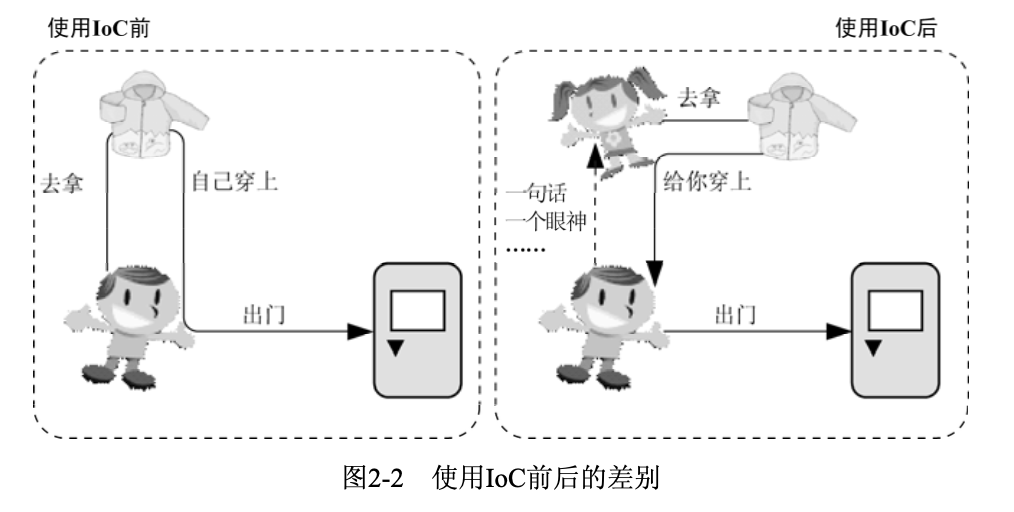 使用IoC前
使用IoC后
去拿
自己穿上
出门
去拿
给你穿上
一句话
一个眼神
……
出门
图2-2 使用IoC前后的差别